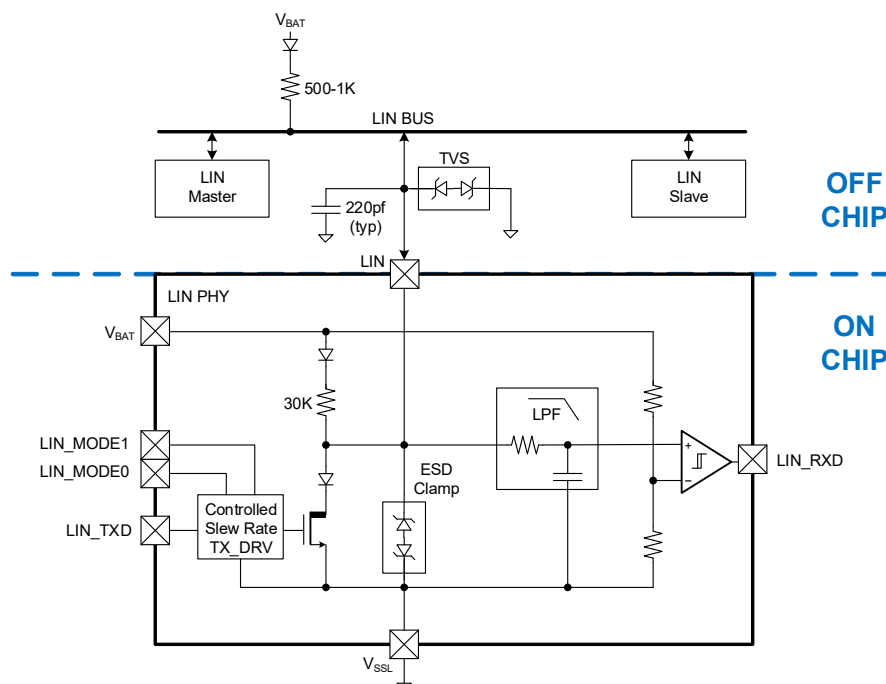 VBAT
500-1K
LIN BUS
LIN
Master
TVS
220pf
(typ)
LIN
Slave
OFF
CHIP
LIN
LIN PHY
ON
CHIP
VBAT
30K
LPF
LIN_MODE1
LIN_MODE0
LIN_TXD
Controlled
Slew Rate
TX_DRV
ESD
Clamp
+
−
LIN_RXD
VSSL